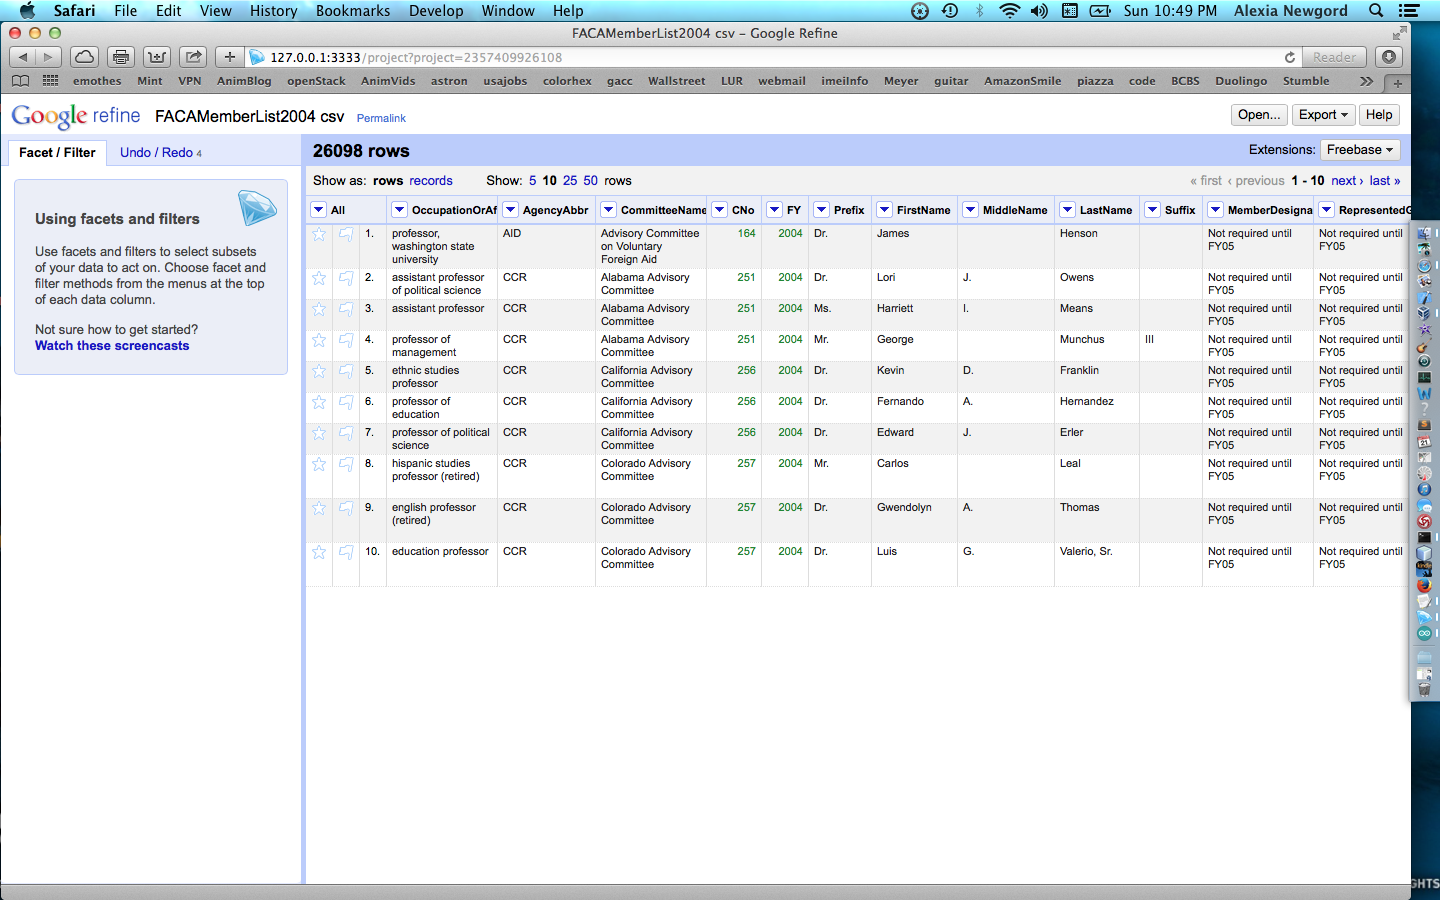 Safari File Edit View History Bookmarks Develop Window Help Sun 10:49 PM Alexia Newgord
FACAMemberList2004 csv – Google Refine
127.0.0.1:3333/project?project=2357409926108 Reader
emothes Mint VPN AnimBlog openStack AnimVids astron usajobs colorhex gacc Wallstreet LUR webmail imeiInfo Meyer guitar AmazonSmile piazza code BCBS Duolingo Stumble
Google refine FACAMemberList2004 csv Permalink Open... Export Help
Facet / Filter Undo / Redo 4
26098 rows Extensions: Freebase
Show as: rows records Show: 5 10 25 50 rows « first ‹ previous 1 - 10 next › last »
Using facets and filters
Use facets and filters to select subsets
of your data to act on. Choose facet and
filter methods from the menus at the top
of each data column.
Not sure how to get started?
Watch these screencasts
All OccupationOrAf AgencyAbbr CommitteeName CNo FY Prefix FirstName MiddleName LastName Suffix MemberDesigna RepresentedG
1. professor, AID Advisory Committee 164 2004 Dr. James Henson Not required until Not required until
washington state on Voluntary FY05 FY05
university Foreign Aid
2. assistant professor CCR Alabama Advisory 251 2004 Dr. Lori J. Owens Not required until Not required until
of political science Committee FY05 FY05
3. assistant professor CCR Alabama Advisory 251 2004 Ms. Harriett I. Means Not required until Not required until
Committee FY05 FY05
4. professor of CCR Alabama Advisory 251 2004 Mr. George Munchus III Not required until Not required until
management Committee FY05 FY05
5. ethnic studies CCR California Advisory 256 2004 Dr. Kevin D. Franklin Not required until Not required until
professor Committee FY05 FY05
6. professor of CCR California Advisory 256 2004 Dr. Fernando A. Hernandez Not required until Not required until
education Committee FY05 FY05
7. professor of political CCR California Advisory 256 2004 Dr. Edward J. Erler Not required until Not required until
science Committee FY05 FY05
8. hispanic studies CCR Colorado Advisory 257 2004 Mr. Carlos Leal Not required until Not required until
professor (retired) Committee FY05 FY05
9. english professor CCR Colorado Advisory 257 2004 Dr. Gwendolyn A. Thomas Not required until Not required until
(retired) Committee FY05 FY05
10. education professor CCR Colorado Advisory 257 2004 Dr. Luis G. Valerio, Sr. Not required until Not required until
Committee FY05 FY05
GHTS